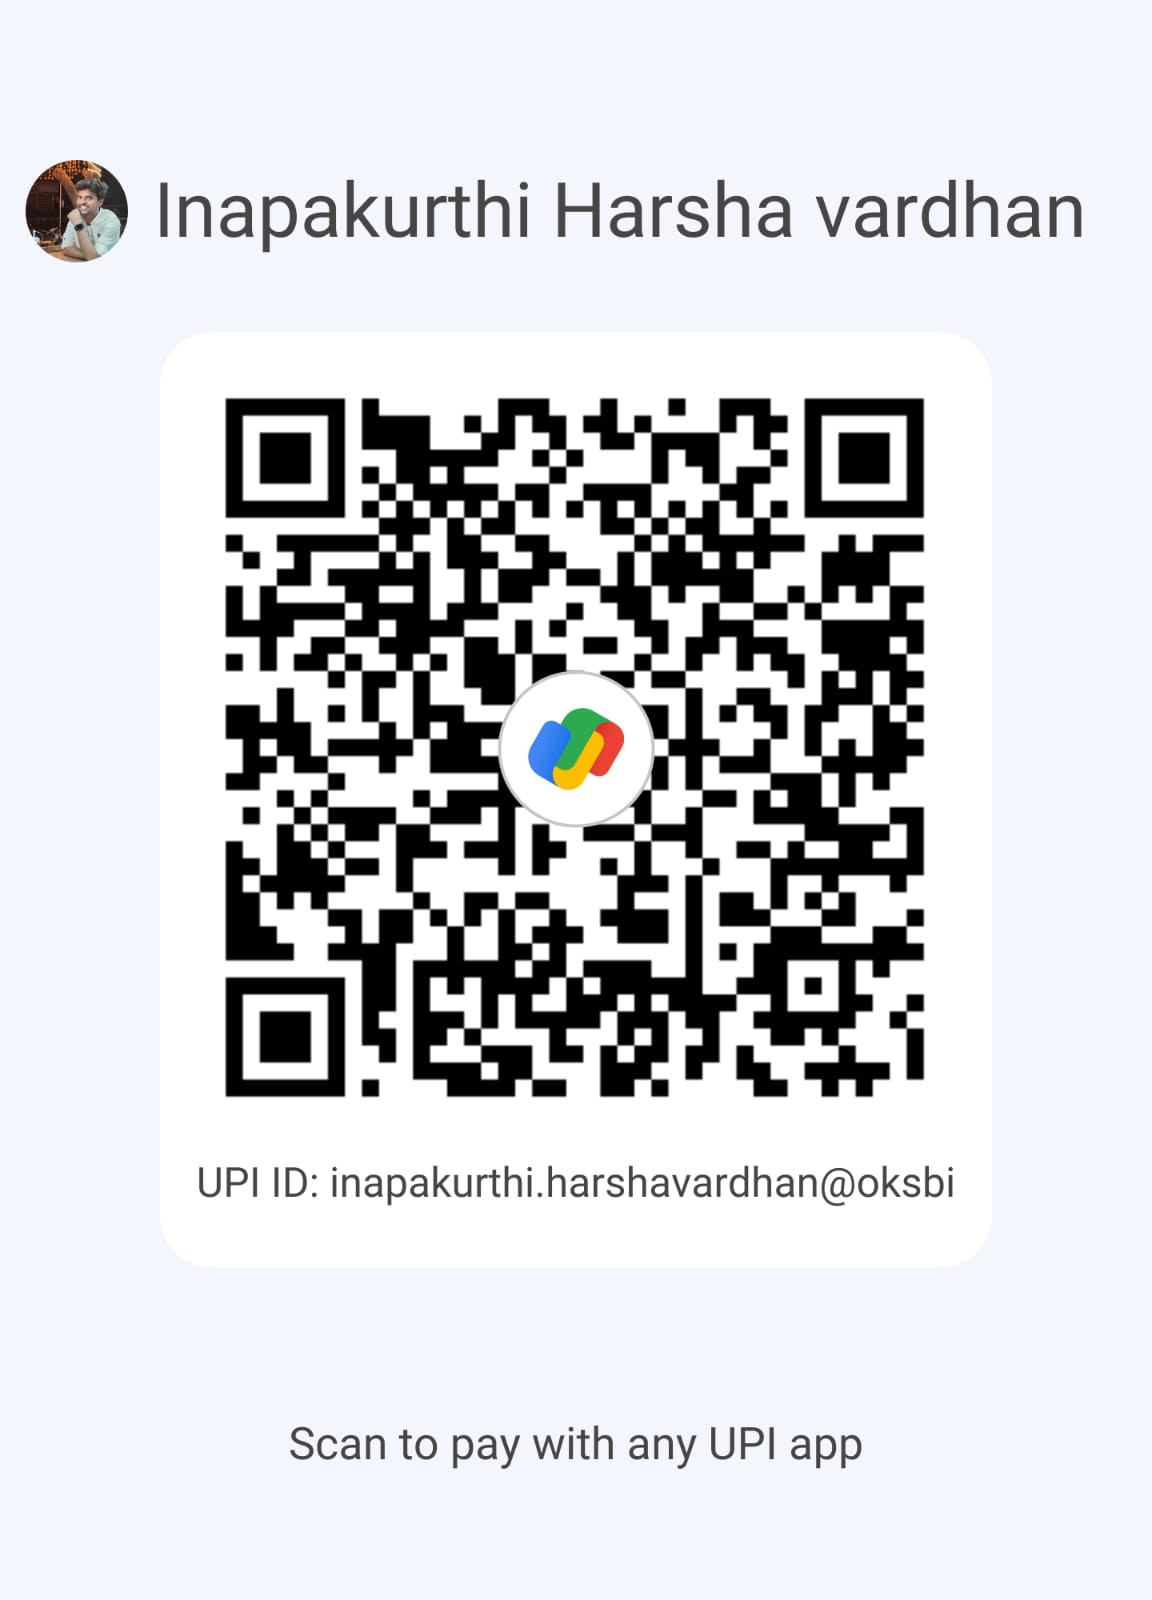 Inapakurthi Harsha vardhan
UPI ID: inapakurthi.harshavardhan@oksbi
Scan to pay with any UPI app